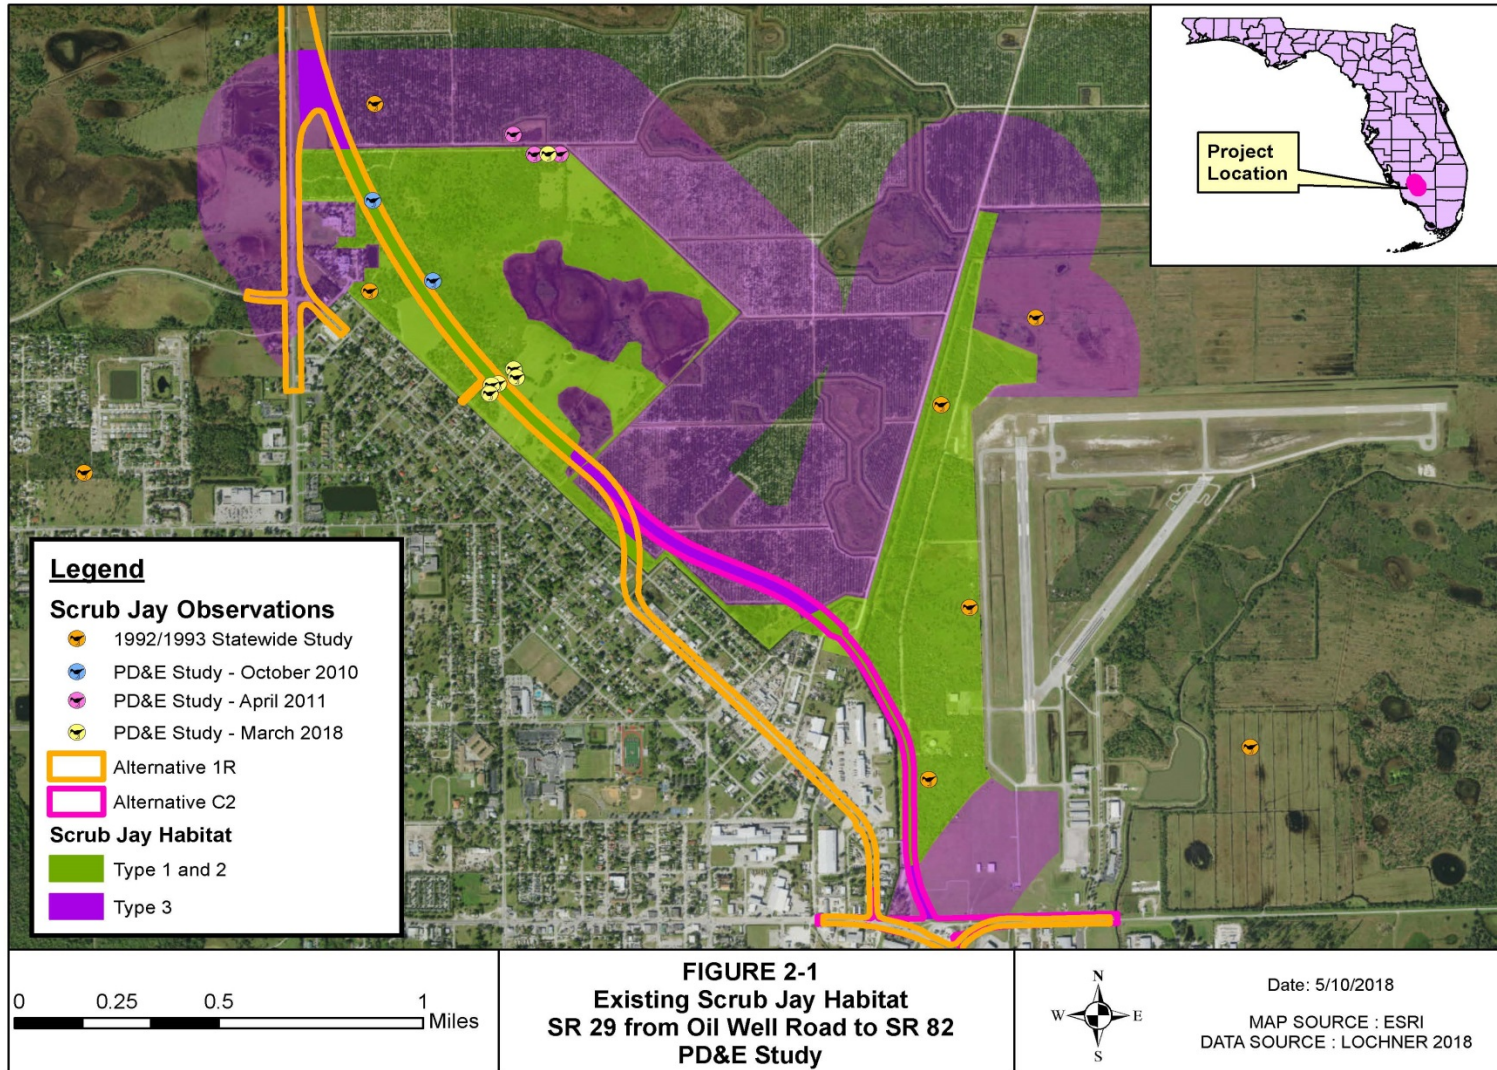 Project
Location
Legend
Scrub Jay Observations
1992/1993 Statewide Study
PD&E Study - October 2010
PD&E Study - April 2011
PD&E Study - March 2018
Alternative 1R
Alternative C2
Scrub Jay Habitat
Type 1 and 2
Type 3
0 0.25 0.5 1
Miles
FIGURE 2-1
Existing Scrub Jay Habitat
SR 29 from Oil Well Road to SR 82
PD&E Study
N
W E
S
Date: 5/10/2018
MAP SOURCE : ESRI
DATA SOURCE : LOCHNER 2018